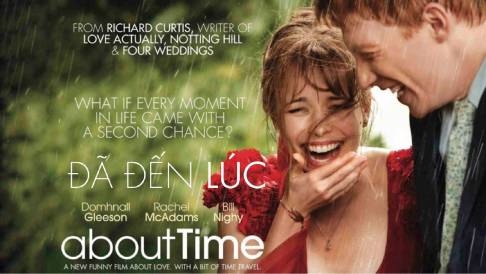 FROM RICHARD CURTIS, WRITER OF
LOVE ACTUALLY, NOTTING HILL
& FOUR WEDDINGS
WHAT IF EVERY MOMENT
IN LIFE CAME WITH
A SECOND CHANCE?
ĐÃ ĐẾN LÚC
Domhnall Rachel Bill
Gleeson McAdams Nighy
aboutTime
A NEW FUNNY FILM ABOUT LOVE. WITH A BIT OF TIME TRAVEL.